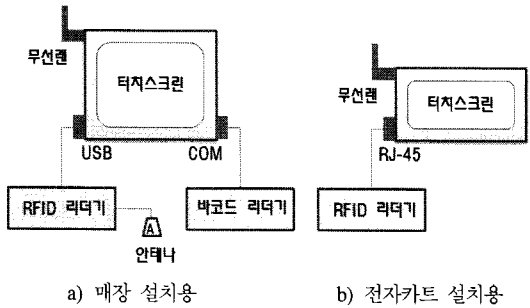 무선랜
터치스크린
USB
COM
RFID 리더기
바코드 리더기
A
안테나
a) 매장 설치용
무선랜
터치스크린
RJ-45
RFID 리더기
b) 전자카트 설치용